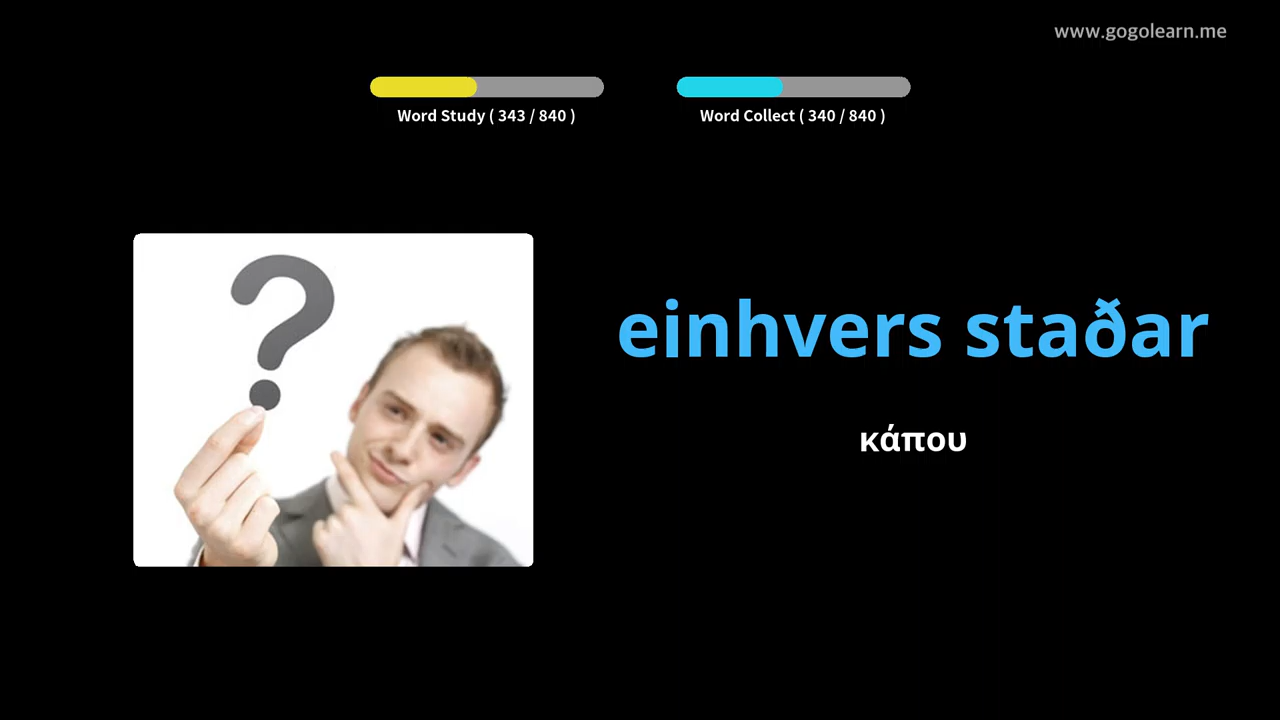 www.gogolearn.me
Word Study ( 343 / 840 )
Word Collect ( 340 / 840 )
einhvers staðar
κάπου